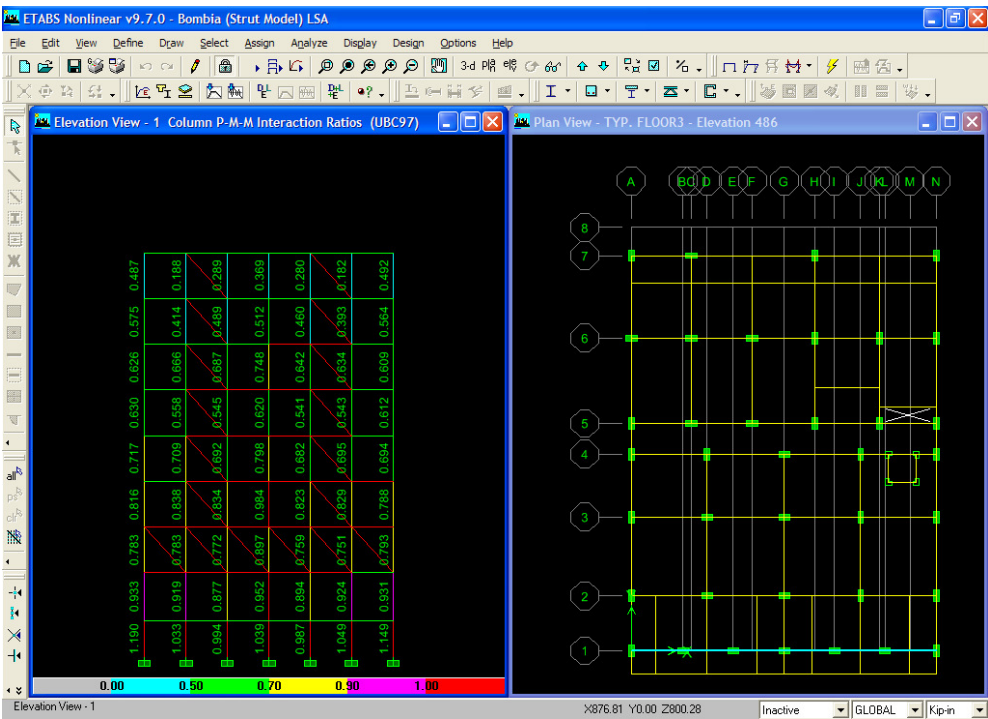 ETABS Nonlinear v9.7.0 - Bombia (Strut Model) LSA
File Edit View Define Draw Select Assign Analyze Display Design Options Help
3-d
Elevation View - 1 Column P-M-M Interaction Ratios (UBC97)
Plan View - TYP. FLOOR3 - Elevation 486
all
ps
clr
0.487 0.188 0.289 0.369 0.280 0.182 0.492
0.575 0.414 0.489 0.512 0.460 0.393 0.564
0.626 0.666 0.687 0.748 0.642 0.634 0.609
0.630 0.558 0.545 0.620 0.541 0.543 0.612
0.717 0.709 0.692 0.798 0.682 0.695 0.694
0.816 0.838 0.834 0.984 0.823 0.829 0.788
0.783 0.783 0.772 0.897 0.759 0.751 0.793
0.933 0.919 0.877 0.952 0.894 0.924 0.931
1.190 1.033 0.994 1.039 0.987 1.049 1.149
0.00 0.50 0.70 0.90 1.00
A B C D E F G H I J K L M N
8
7
6
5
4
3
2
1
X
Elevation View - 1
X876.81 Y0.00 Z800.28
Inactive
GLOBAL
Kip-in